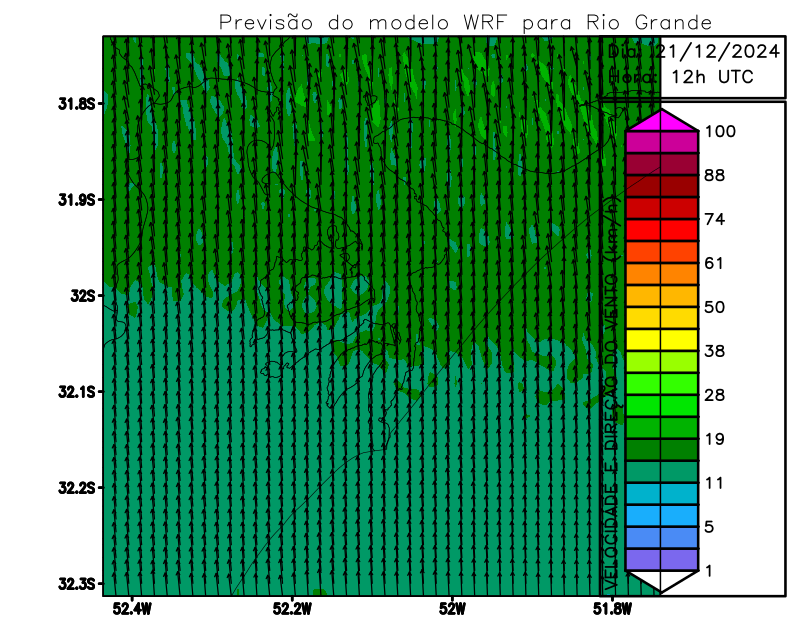 Previsão do modelo WRF para Rio Grande
Dia: 21/12/2024
Hora: 12h UTC
31.8S
31.9S
32S
32.1S
32.2S
32.3S
52.4W
52.2W
52W
51.8W
VELOCIDADE E DIREÇÃO DO VENTO (km/h)
100
88
74
61
50
38
28
19
11
5
1